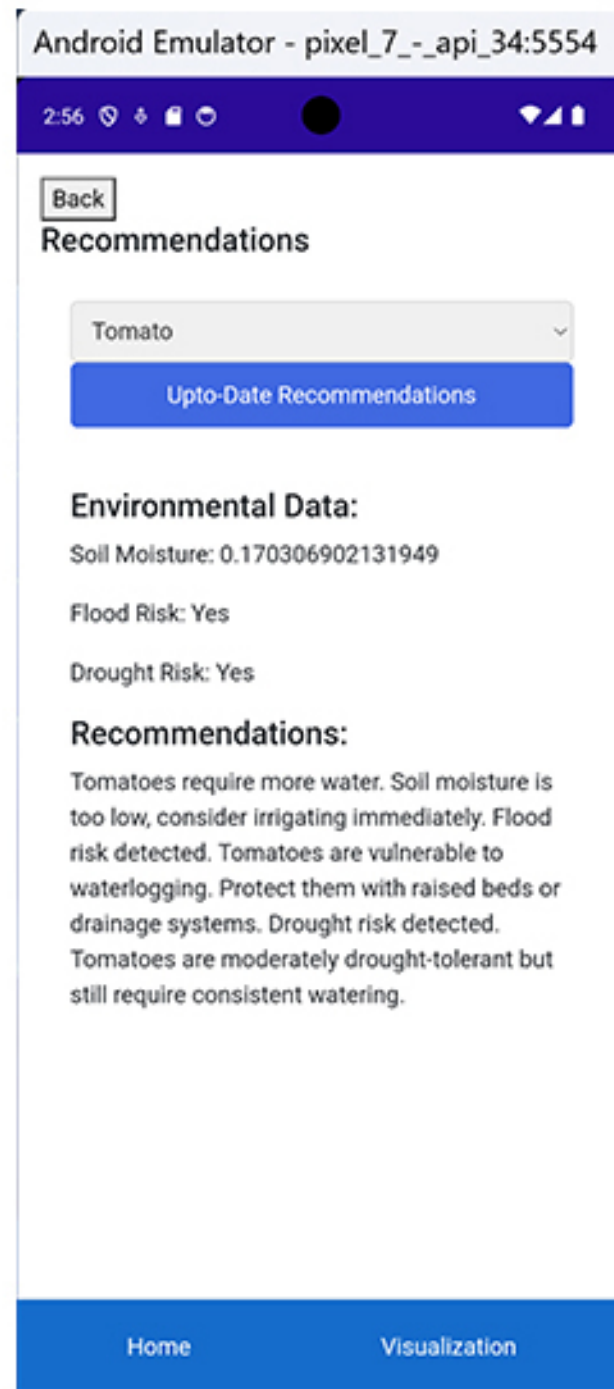 Android Emulator - pixel_7_-_api_34:5554
2:56
Back
Recommendations
Tomato
Upto-Date Recommendations
Environmental Data:
Soil Moisture: 0.170306902131949
Flood Risk: Yes
Drought Risk: Yes
Recommendations:
Tomatoes require more water. Soil moisture is
too low, consider irrigating immediately. Flood
risk detected. Tomatoes are vulnerable to
waterlogging. Protect them with raised beds or
drainage systems. Drought risk detected.
Tomatoes are moderately drought-tolerant but
still require consistent watering.
Home Visualization